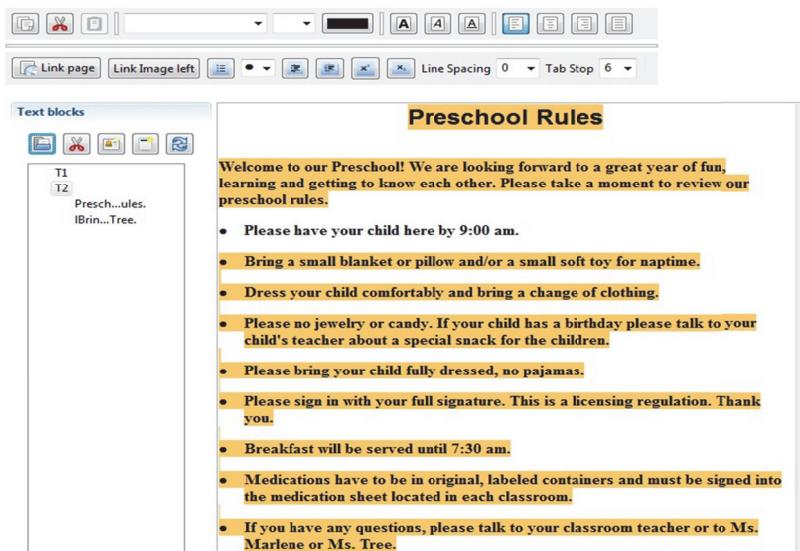 A A A
Link page Link Image left Line Spacing 0 Tab Stop 6
Text blocks
T1
T2
Presch...ules.
IBrin...Tree.
Preschool Rules
Welcome to our Preschool! We are looking forward to a great year of fun,
learning and getting to know each other. Please take a moment to review our
preschool rules.
● Please have your child here by 9:00 am.
● Bring a small blanket or pillow and/or a small soft toy for naptime.
● Dress your child comfortably and bring a change of clothing.
● Please no jewelry or candy. If your child has a birthday please talk to your
child's teacher about a special snack for the children.
● Please bring your child fully dressed, no pajamas.
● Please sign in with your full signature. This is a licensing regulation. Thank
you.
● Breakfast will be served until 7:30 am.
● Medications have to be in original, labeled containers and must be signed into
the medication sheet located in each classroom.
● If you have any questions, please talk to your classroom teacher or to Ms.
Marlene or Ms. Tree.